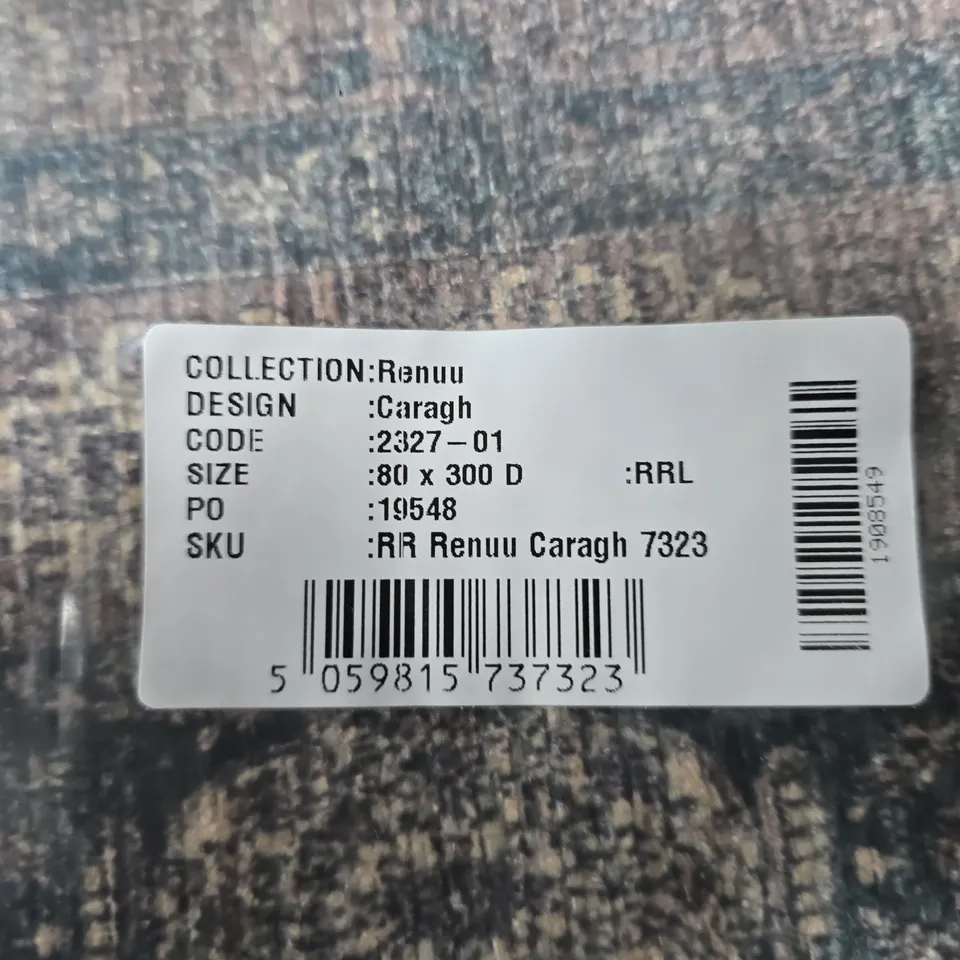 COLLECTION :Renuu
DESIGN :Caragh
CODE :2327-01
SIZE :80 x 300 D :RRL
PO :19548
SKU :RR Renuu Caragh 7323
5 059815 737323
1908549